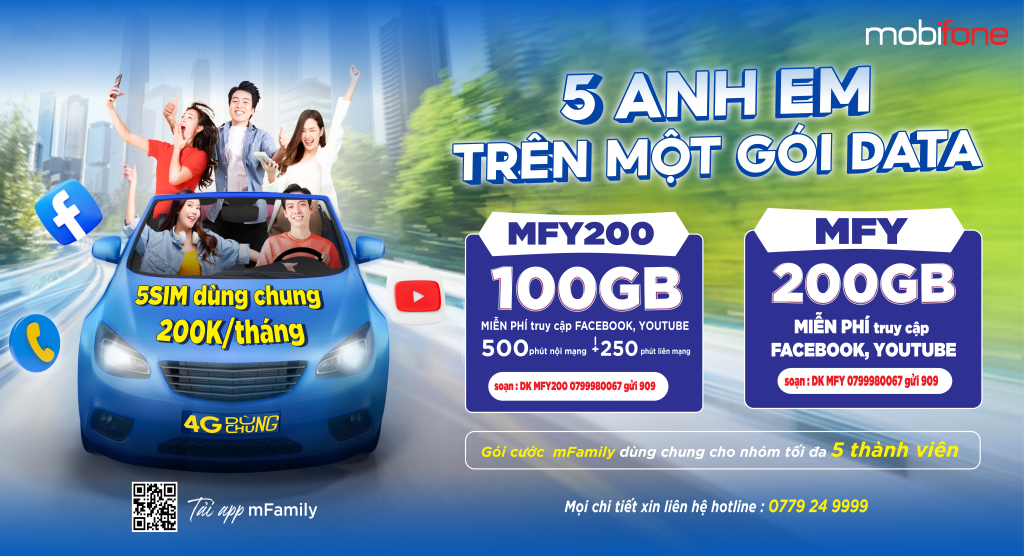 mobifone
5 ANH EM
TRÊN MỘT GÓI DATA
5SIM dùng chung
200K/tháng
4G DÙNG CHUNG
MFY200
100GB
MIỄN PHÍ truy cập FACEBOOK, YOUTUBE
500 phút nội mạng +250 phút liên mạng
soạn : DK MFY200 0799980067 gửi 909
MFY
200GB
MIỄN PHÍ truy cập
FACEBOOK, YOUTUBE
soạn : DK MFY 0799980067 gửi 909
Gói cước mFamily dùng chung cho nhóm tối đa 5 thành viên
Tải app mFamily
Mọi chi tiết xin liên hệ hotline : 0779 24 9999